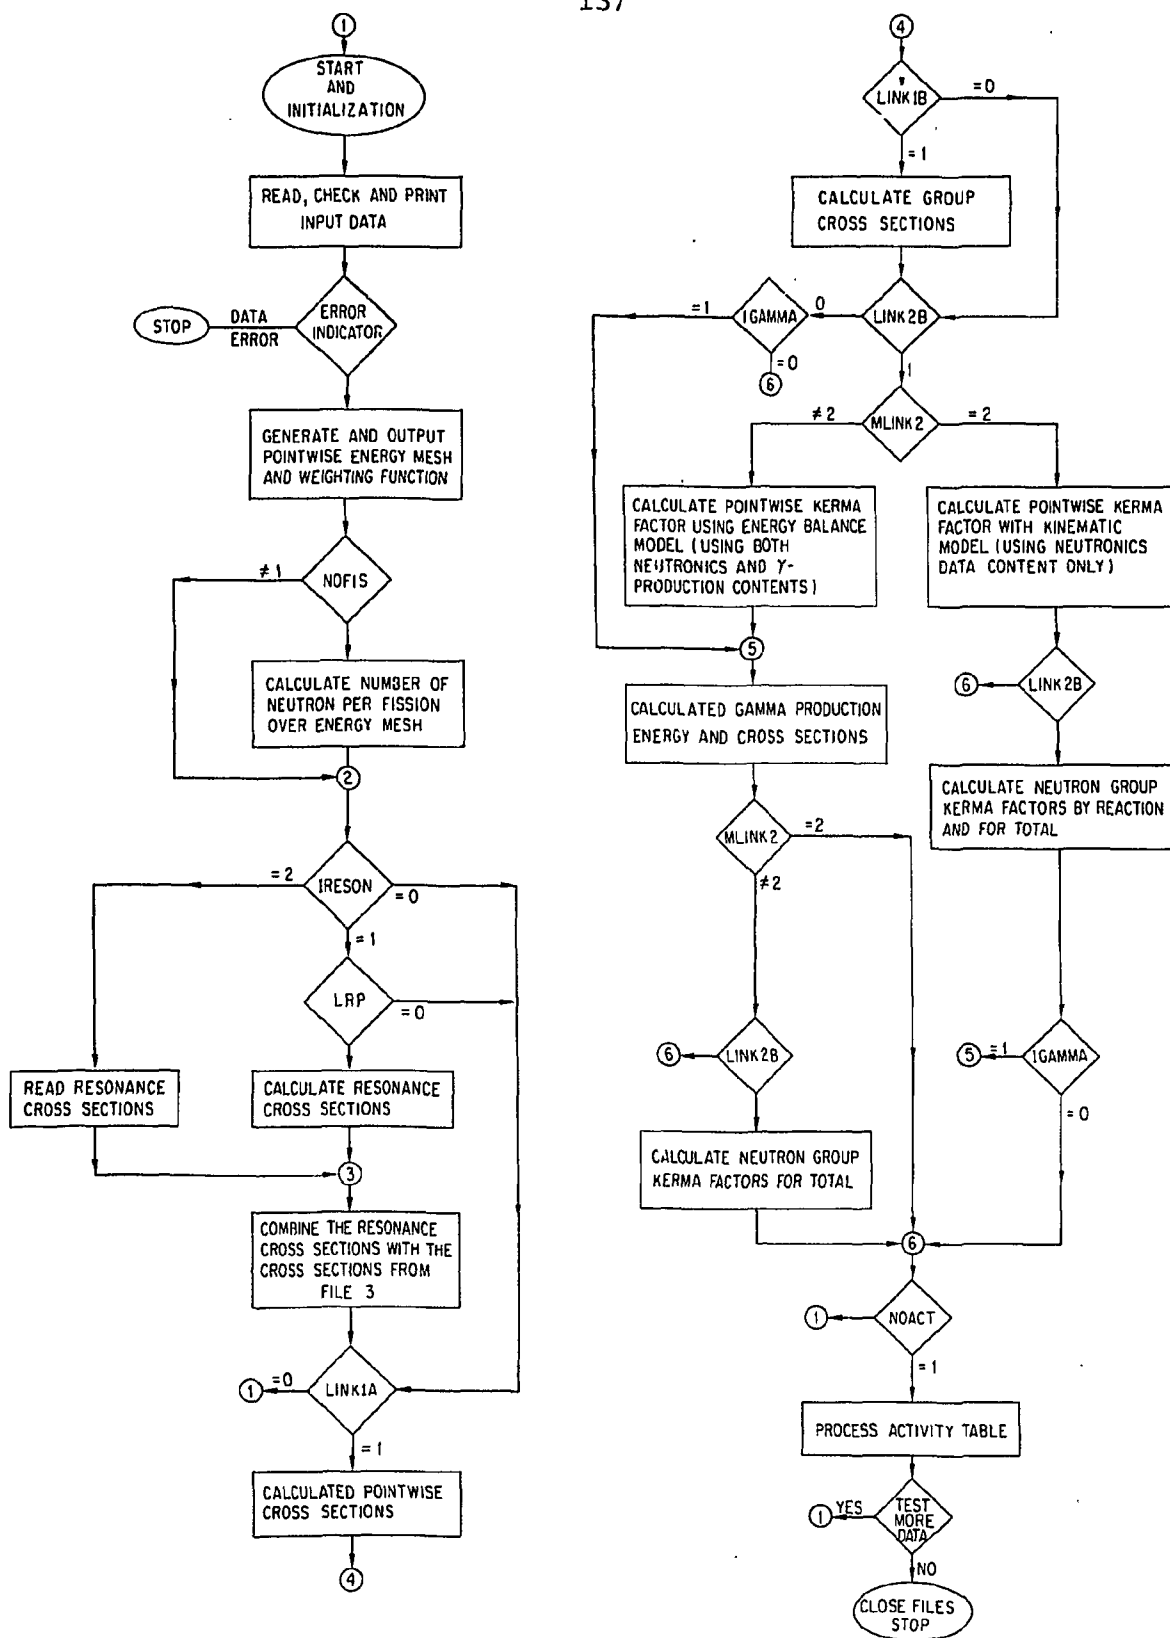 137
1
START
AND
INITIALIZATION
READ, CHECK AND PRINT
INPUT DATA
ERROR
INDICATOR
DATA
ERROR
STOP
GENERATE AND OUTPUT
POINTWISE ENERGY MESH
AND WEIGHTING FUNCTION
NOFIS
≠1
CALCULATE NUMBER OF
NEUTRON PER FISSION
OVER ENERGY MESH
2
IRESON
=2
=0
=1
LRP
=0
READ RESONANCE
CROSS SECTIONS
CALCULATE RESONANCE
CROSS SECTIONS
3
COMBINE THE RESONANCE
CROSS SECTIONS WITH THE
CROSS SECTIONS FROM
FILE 3
LINK1A
=0
1
=1
CALCULATED POINTWISE
CROSS SECTIONS
4
4
LINK1B
=0
=1
CALCULATE GROUP
CROSS SECTIONS
LINK2B
0
IGAMMA
=1
=0
6
1
MLINK2
≠2
=2
CALCULATE POINTWISE KERMA
FACTOR USING ENERGY BALANCE
MODEL (USING BOTH
NEUTRONICS AND γ-
PRODUCTION CONTENTS)
CALCULATE POINTWISE KERMA
FACTOR WITH KINEMATIC
MODEL (USING NEUTRONICS
DATA CONTENT ONLY)
5
LINK2B
6
CALCULATED GAMMA PRODUCTION
ENERGY AND CROSS SECTIONS
CALCULATE NEUTRON GROUP
KERMA FACTORS BY REACTION
AND FOR TOTAL
MLINK2
=2
≠2
LINK2B
6
IGAMMA
=1
5
=0
CALCULATE NEUTRON GROUP
KERMA FACTORS FOR TOTAL
6
NOACT
1
=1
PROCESS ACTIVITY TABLE
TEST
MORE
DATA
YES
1
NO
CLOSE FILES
STOP